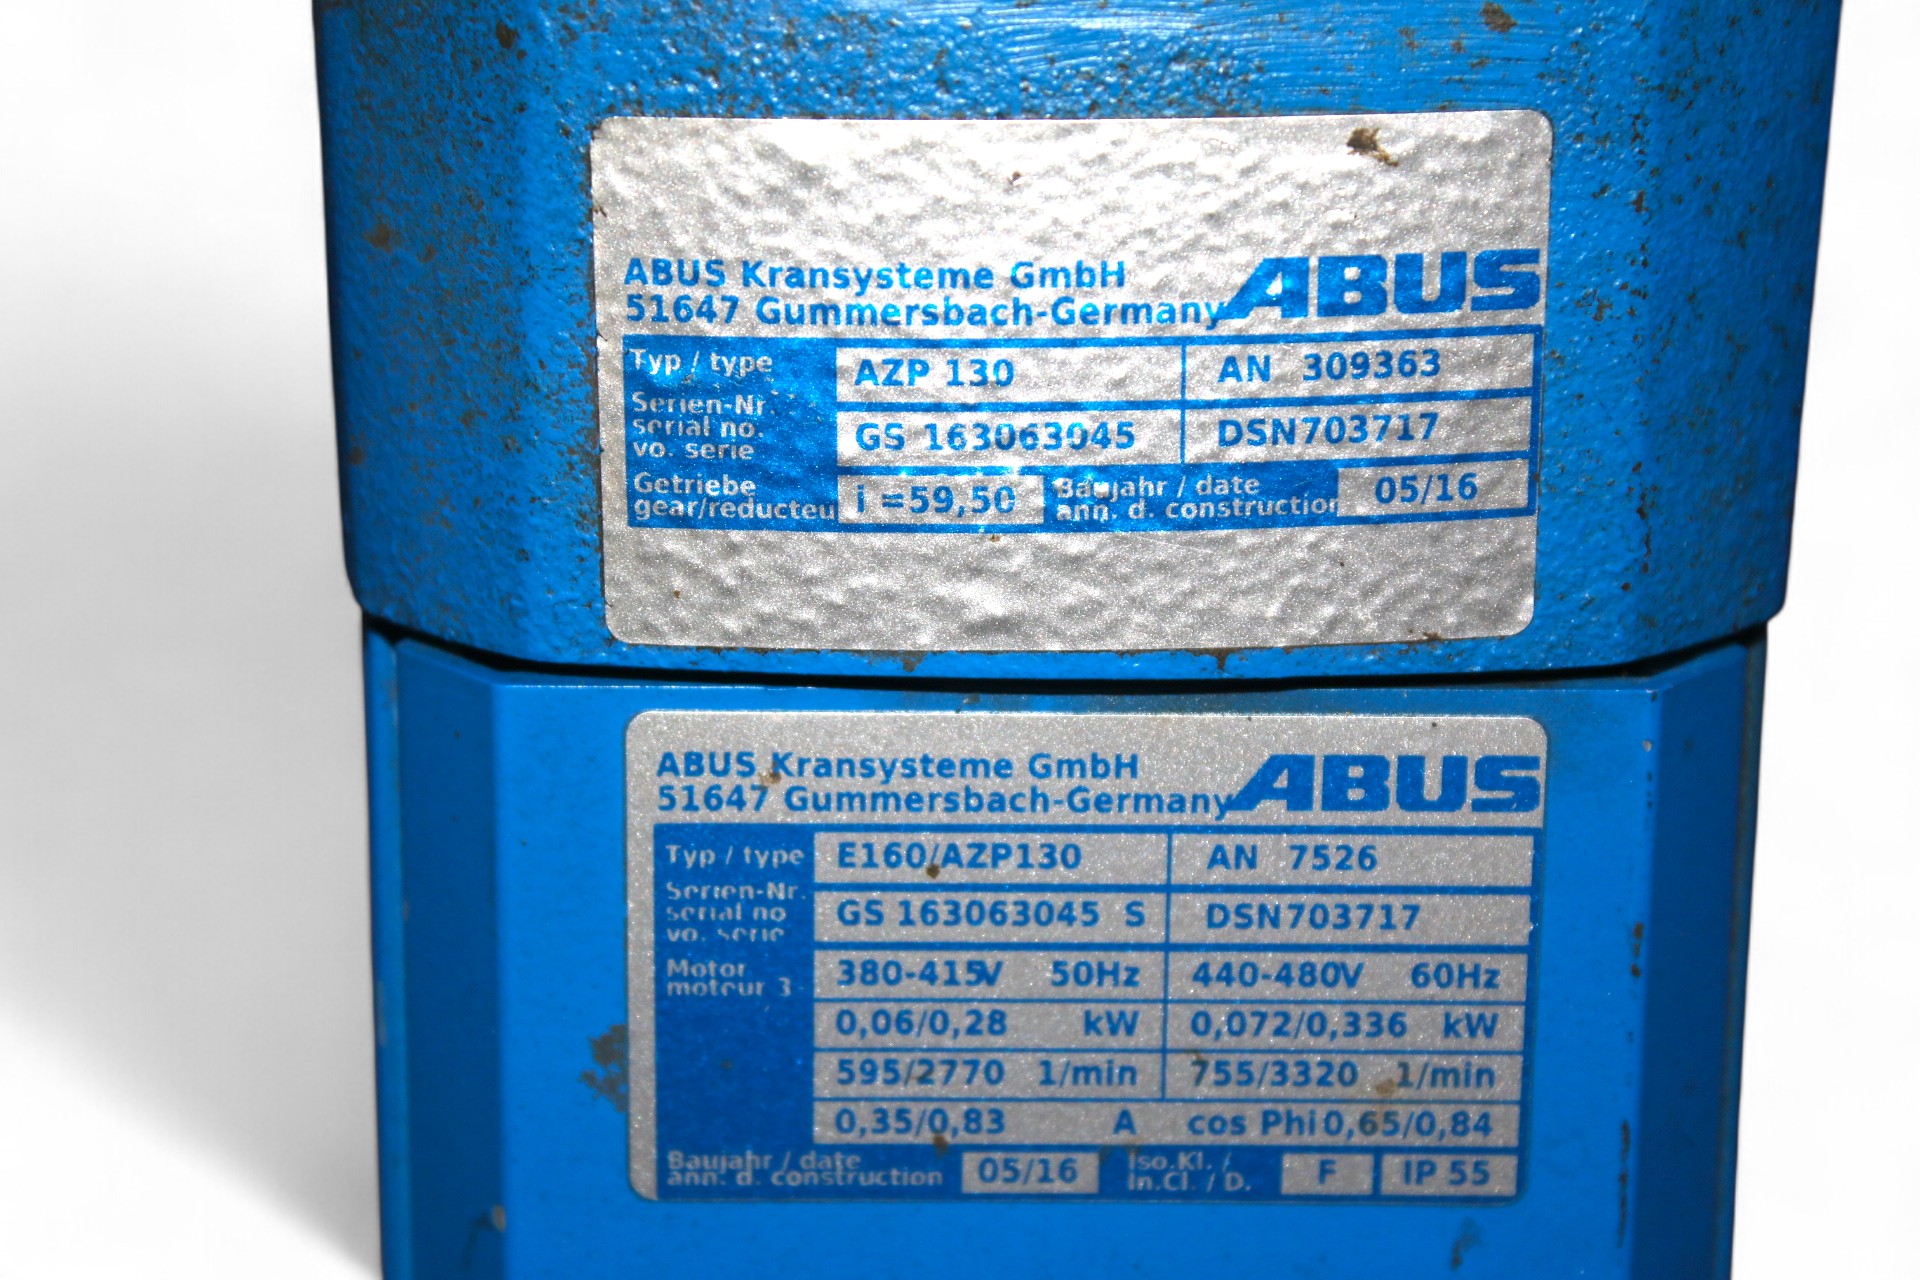 ABUS Kransysteme GmbH
51647 Gummersbach-Germany ABUS
Typ / type AZP 130 AN 309363
Serien-Nr.
serial no. GS 163063045 DSN703717
vo. serie
Getriebe i =59,50 Baujahr / date 05/16
gear/reducteu ann. d. construction
ABUS Kransysteme GmbH
51647 Gummersbach-Germany ABUS
Typ / type E160/AZP130 AN 7526
Serien-Nr.
serial no GS 163063045 S DSN703717
vo. serie
Motor 380-415V 50Hz 440-480V 60Hz
moteur 3-
0,06/0,28 kW 0,072/0,336 kW
595/2770 1/min 755/3320 1/min
0,35/0,83 A cos Phi 0,65/0,84
Baujahr / date 05/16 Iso.Kl. / F IP 55
ann. d. construction In.Cl. / D.